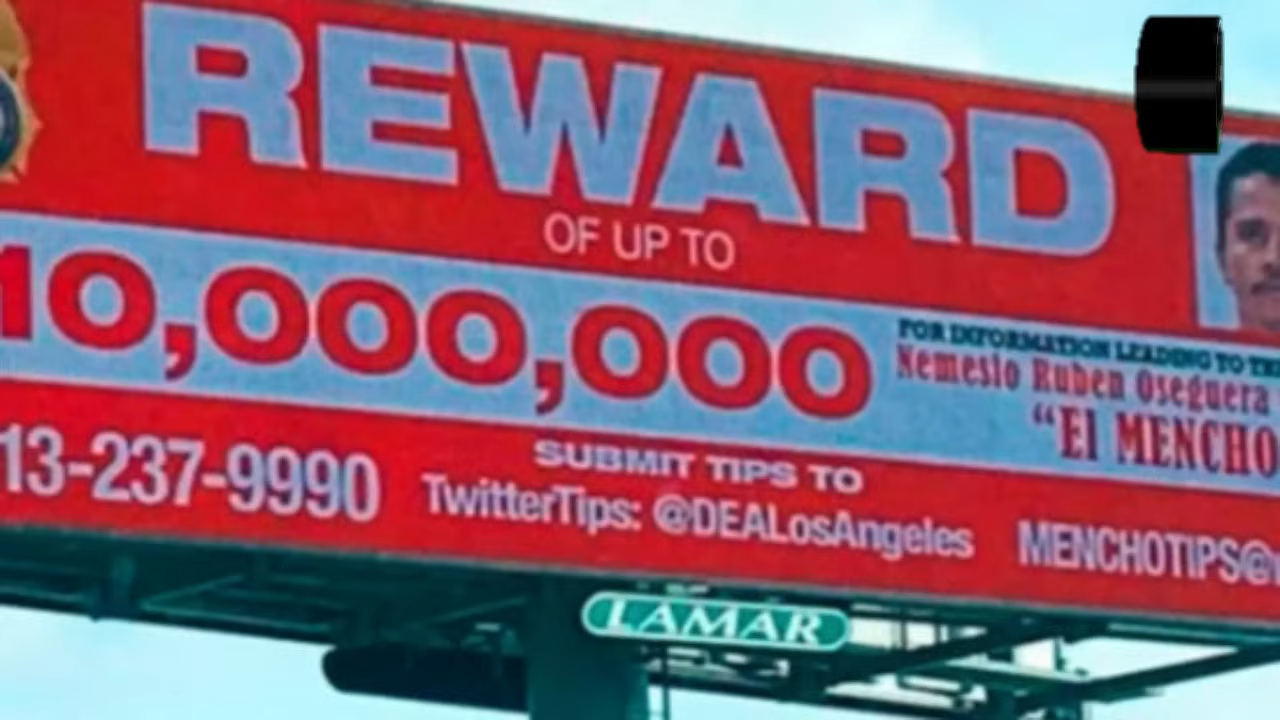 REWARD
OF UP TO
10,000,000
FOR INFORMATION LEADING TO THE
Nemesio Ruben Oseguera
“El MENCHO
13-237-9990
SUBMIT TIPS TO
TwitterTips: @DEALosAngeles
MENCHOTIPS@
LAMAR